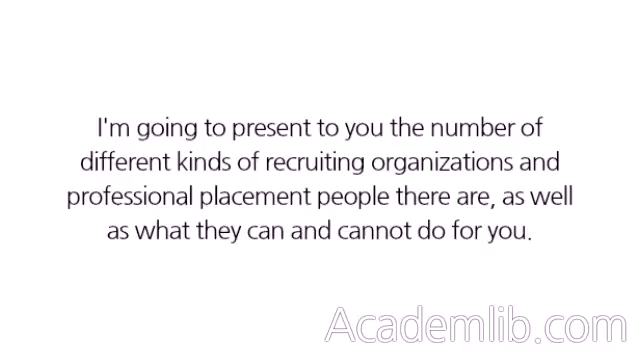 I'm going to present to you the number of
different kinds of recruiting organizations and
professional placement people there are, as well
as what they can and cannot do for you.
Academlib.com